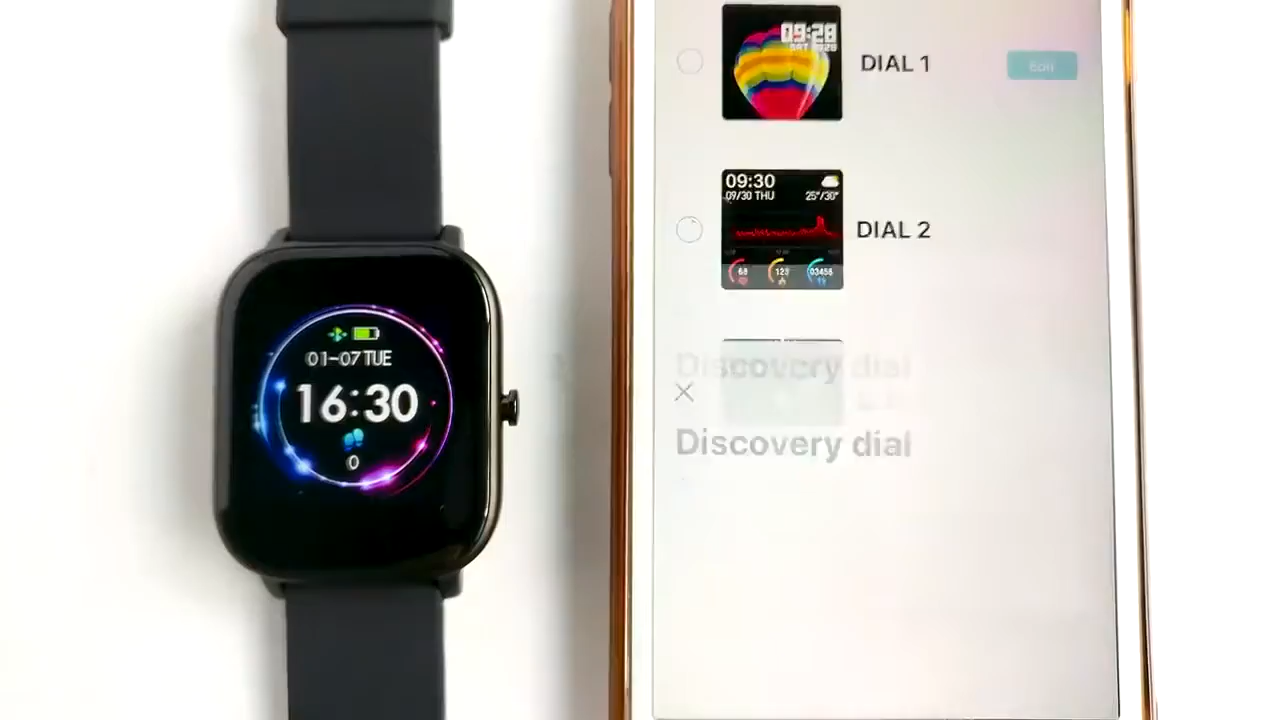 01-07 TUE
16:30
0
09:28
DIAL 1
Edit
09:30
09/30 THU
25°/30°
DIAL 2
68
123
03456
Discovery dial
Discovery dial